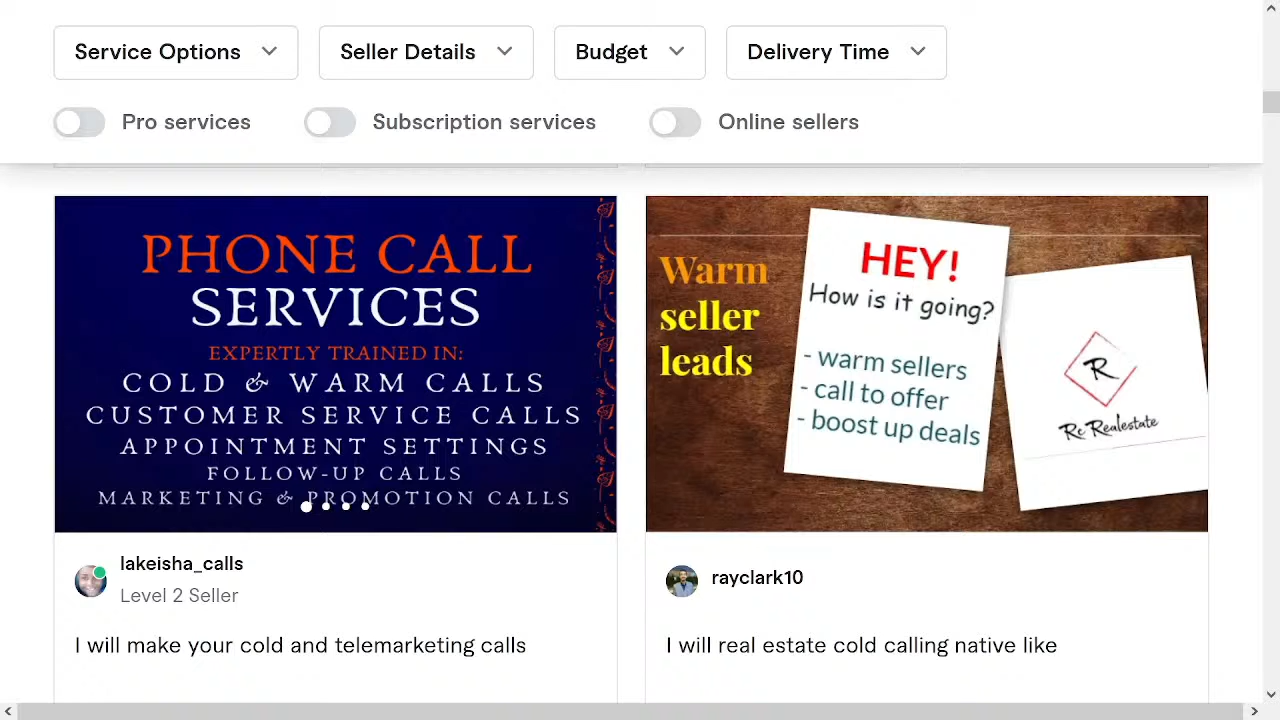 Service Options
Seller Details
Budget
Delivery Time
Pro services
Subscription services
Online sellers
PHONE CALL
SERVICES
EXPERTLY TRAINED IN:
COLD & WARM CALLS
CUSTOMER SERVICE CALLS
APPOINTMENT SETTINGS
FOLLOW-UP CALLS
MARKETING & PROMOTION CALLS
Warm
seller
leads
HEY!
How is it going?
- warm sellers
- call to offer
- boost up deals
R
Rc Realestate
lakeisha_calls
Level 2 Seller
I will make your cold and telemarketing calls
rayclark10
I will real estate cold calling native like